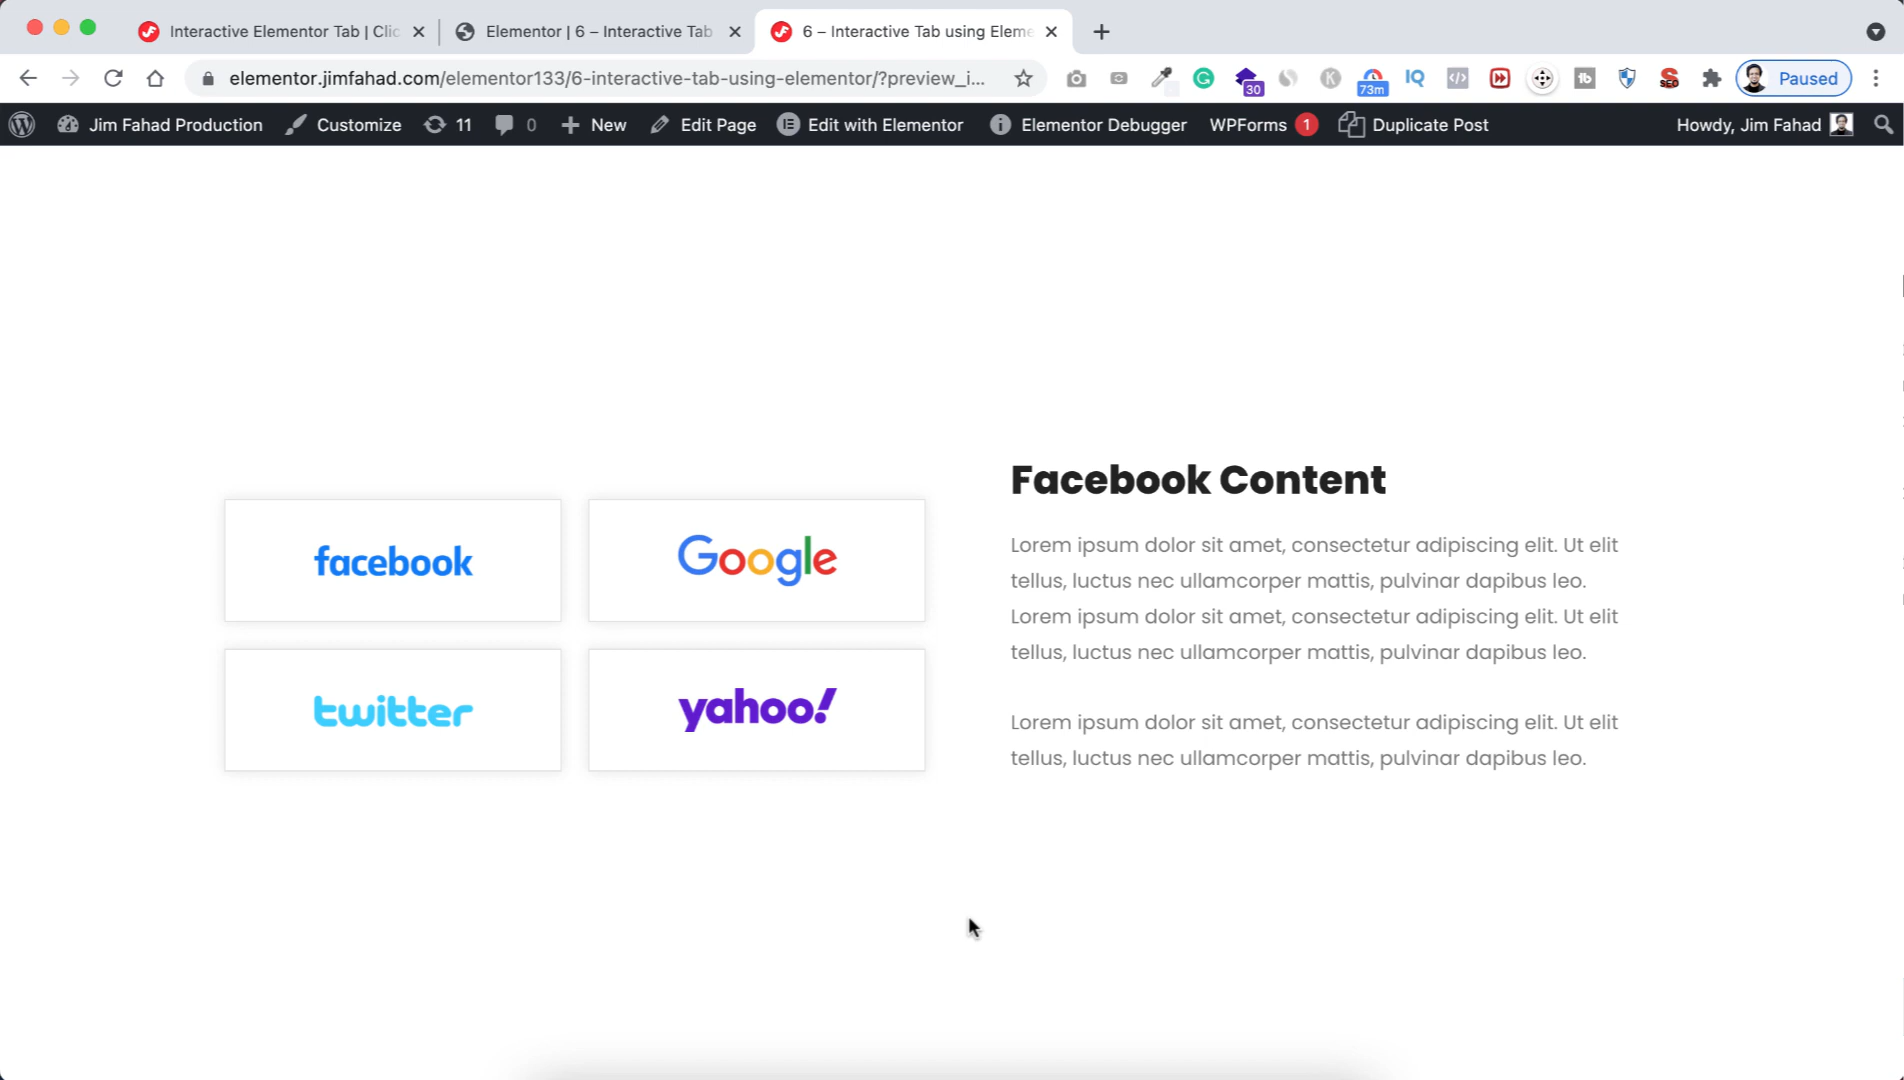 Interactive Elementor Tab | Clic
Elementor | 6 – Interactive Tab
6 – Interactive Tab using Eleme
elementor.jimfahad.com/elementor133/6-interactive-tab-using-elementor/?preview_i...
30
K
73m
IQ
</>
tb
SEO
Paused
Jim Fahad Production
Customize
11
0
New
Edit Page
Edit with Elementor
Elementor Debugger
WPForms 1
Duplicate Post
Howdy, Jim Fahad
facebook
Google
twitter
yahoo!
Facebook Content
Lorem ipsum dolor sit amet, consectetur adipiscing elit. Ut elit
tellus, luctus nec ullamcorper mattis, pulvinar dapibus leo.
Lorem ipsum dolor sit amet, consectetur adipiscing elit. Ut elit
tellus, luctus nec ullamcorper mattis, pulvinar dapibus leo.
Lorem ipsum dolor sit amet, consectetur adipiscing elit. Ut elit
tellus, luctus nec ullamcorper mattis, pulvinar dapibus leo.